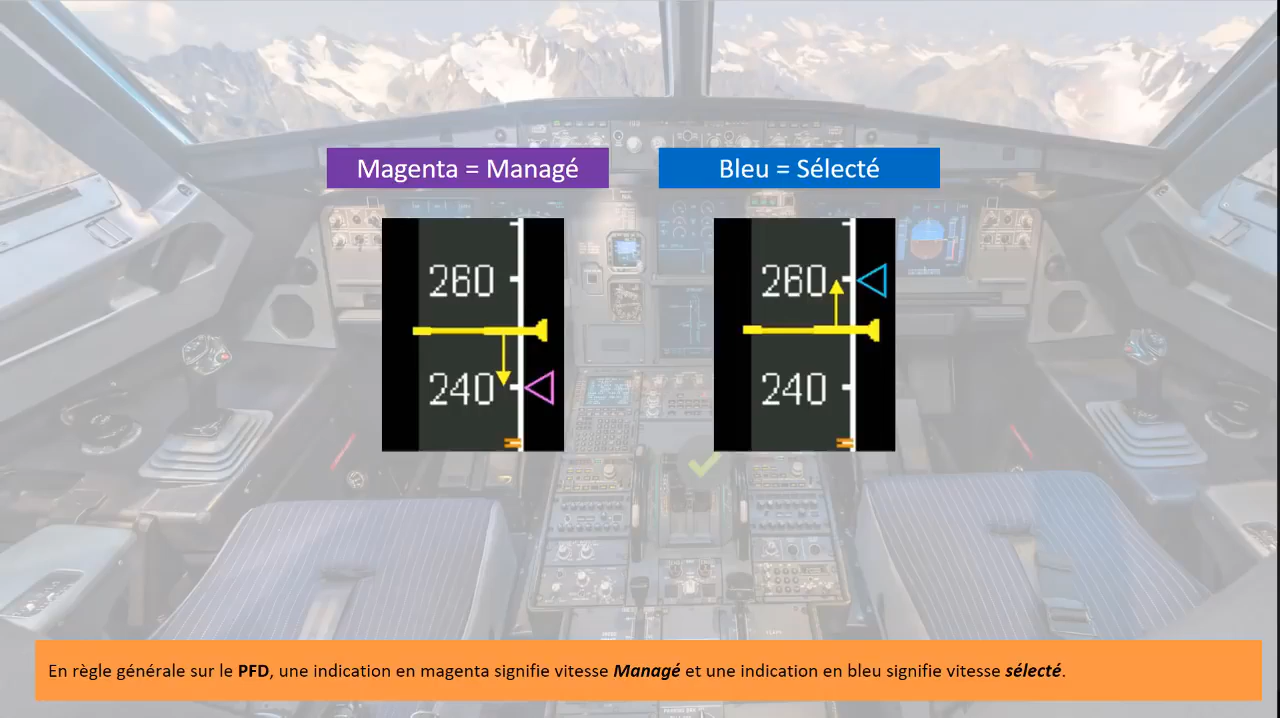 Magenta = Managé
Bleu = Sélecté
260
240
260
240
En règle générale sur le PFD, une indication en magenta signifie vitesse Managé et une indication en bleu signifie vitesse sélecté.